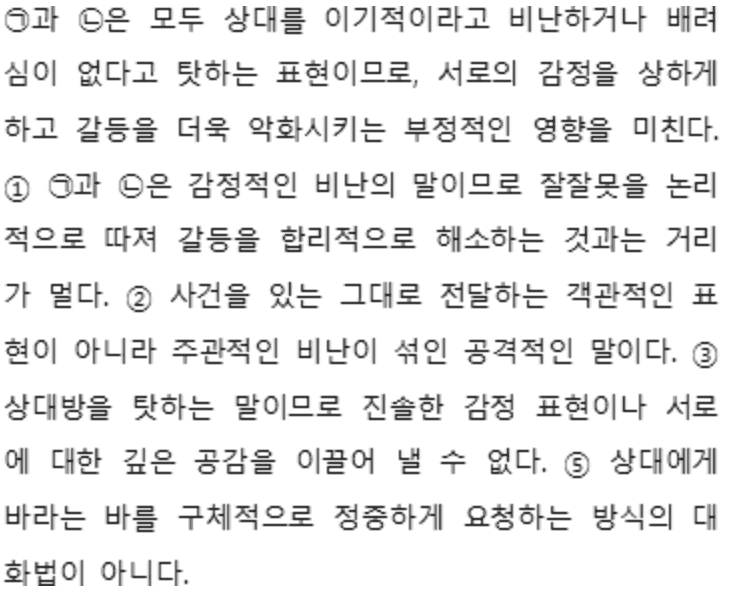 ㉠과 ㉡은 모두 상대를 이기적이라고 비난하거나 배려
심이 없다고 탓하는 표현이므로, 서로의 감정을 상하게
하고 갈등을 더욱 악화시키는 부정적인 영향을 미친다.
① ㉠과 ㉡은 감정적인 비난의 말이므로 잘잘못을 논리
적으로 따져 갈등을 합리적으로 해소하는 것과는 거리
가 멀다. ② 사건을 있는 그대로 전달하는 객관적인 표
현이 아니라 주관적인 비난이 섞인 공격적인 말이다. ③
상대방을 탓하는 말이므로 진솔한 감정 표현이나 서로
에 대한 깊은 공감을 이끌어 낼 수 없다. ⑤ 상대에게
바라는 바를 구체적으로 정중하게 요청하는 방식의 대
화법이 아니다.